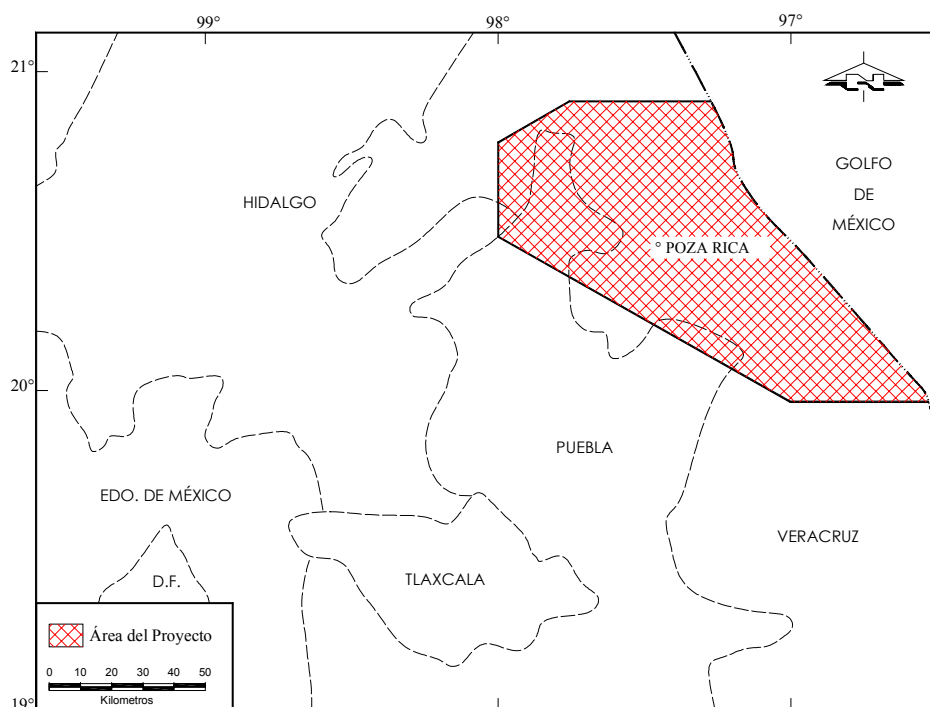 99° 98° 97°
21°
GOLFO
DE
MÉXICO
HIDALGO
° POZA RICA
20°
PUEBLA
EDO. DE MÉXICO
VERACRUZ
TLAXCALA
D.F.
Área del Proyecto
0 10 20 30 40 50
Kilometros
19°